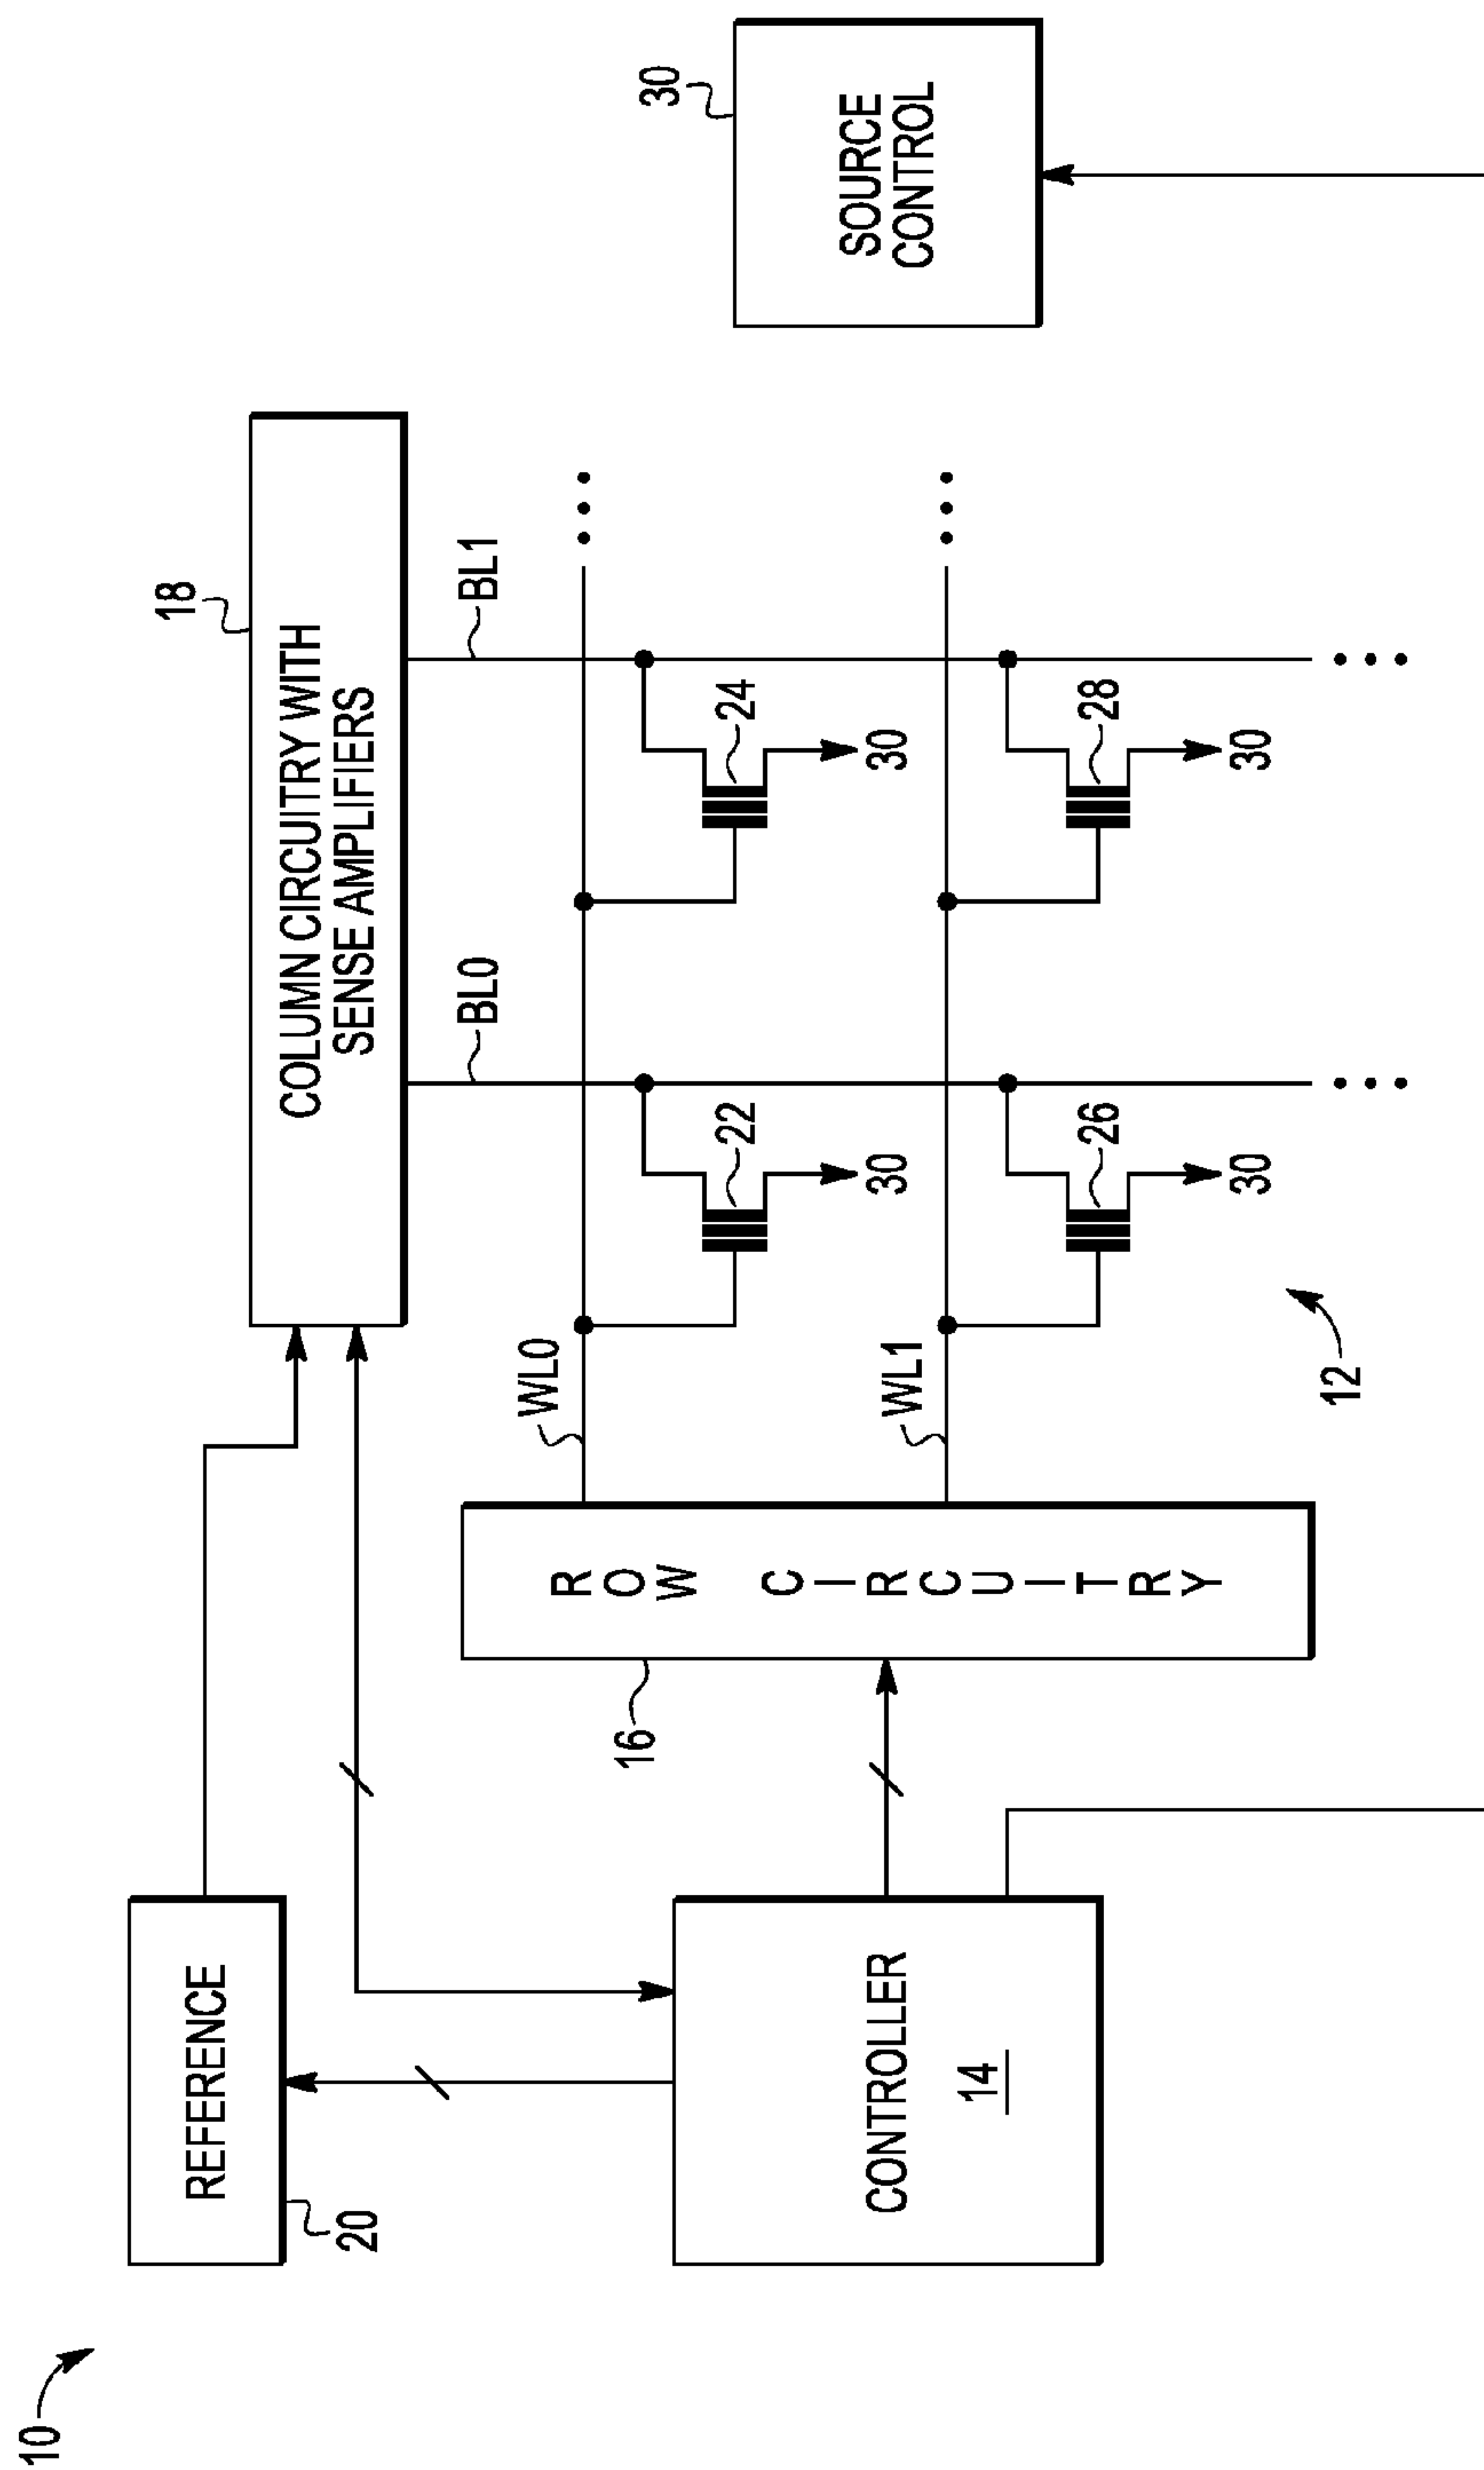 10
18
REFERENCE
COLUMN CIRCUITRY WITH
SENSE AMPLIFIERS
20
BL0
BL1
WL0
ROW CIRCUITRY
16
22
24
30
SOURCE
CONTROL
CONTROLLER
14
30
30
WL1
26
28
30
30
12